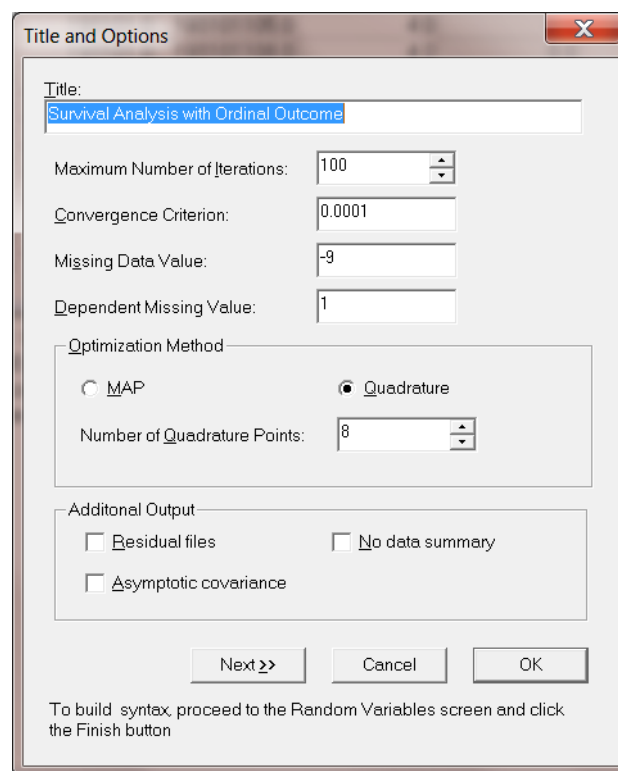 Title and Options
Title:
Survival Analysis with Ordinal Outcome
Maximum Number of Iterations:
100
Convergence Criterion:
0.0001
Missing Data Value:
-9
Dependent Missing Value:
1
Optimization Method
MAP
Quadrature
Number of Quadrature Points:
8
Additonal Output
Residual files
No data summary
Asymptotic covariance
Next >>
Cancel
OK
To build syntax, proceed to the Random Variables screen and click
the Finish button